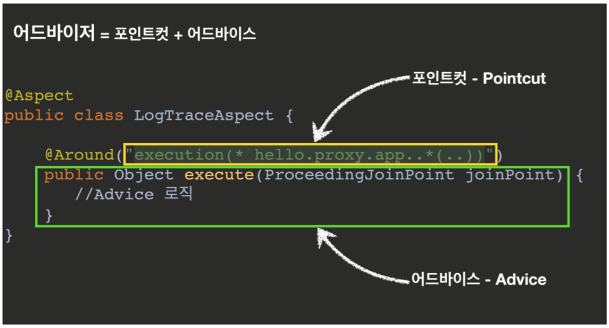 어드바이저 = 포인트컷 + 어드바이스
포인트컷 - Pointcut
@Aspect
public class LogTraceAspect {
@Around("execution(* hello.proxy.app..*(..))")
public Object execute(ProceedingJoinPoint joinPoint) {
//Advice 로직
}
}
어드바이스 - Advice